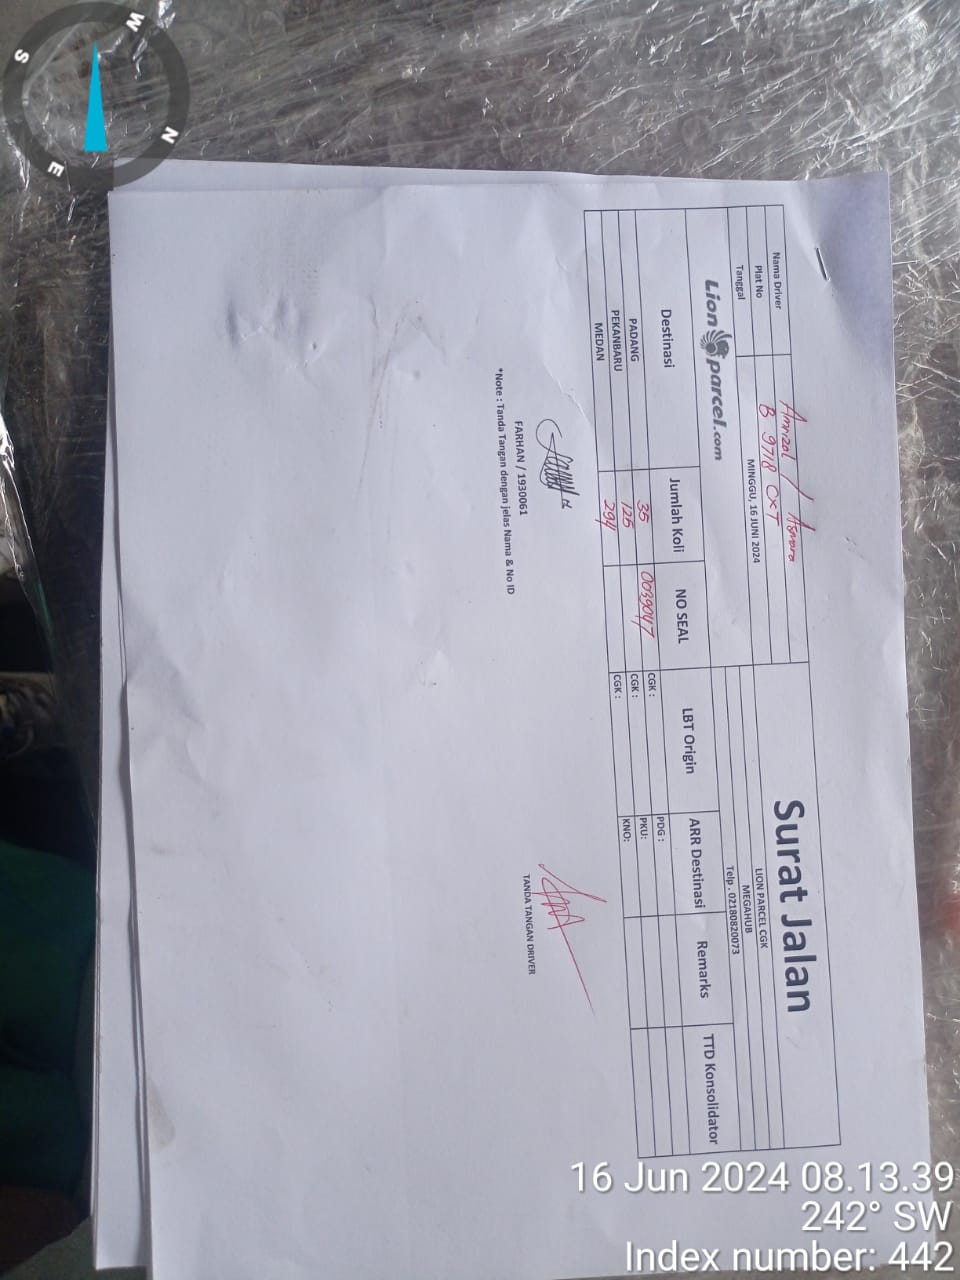 Surat Jalan
LION PARCEL CGK
MEGAHUB
Telp . 02180820073
Nama Driver Amrizal / Asmara
Plat No B 9718 CXT
Tanggal MINGGU, 16 JUNI 2024
Lion parcel.com
Destinasi Jumlah Koli NO SEAL LBT Origin ARR Destinasi Remarks TTD Konsolidator
PADANG 35 0039047 CGK : PDG :
PEKANBARU 125 CGK : PKU:
MEDAN 294 CGK : KNO:
FARHAN / 1930061 TANDA TANGAN DRIVER
*Note : Tanda Tangan dengan jelas Nama & No ID
S W N E
16 Jun 2024 08.13.39
242° SW
Index number: 442